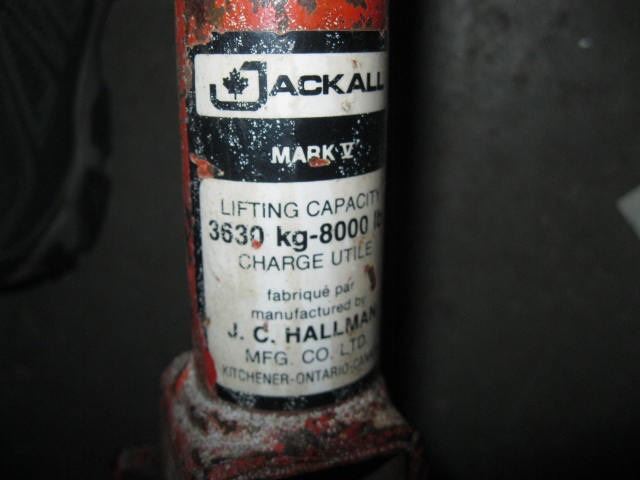 JACKALL
MARK V
LIFTING CAPACITY
3630 kg-8000
CHARGE UTILE
fabriqué par
manufactured by
J. C. HALLMAN
MFG. CO. LTD.
KITCHENER-ONTARIO-